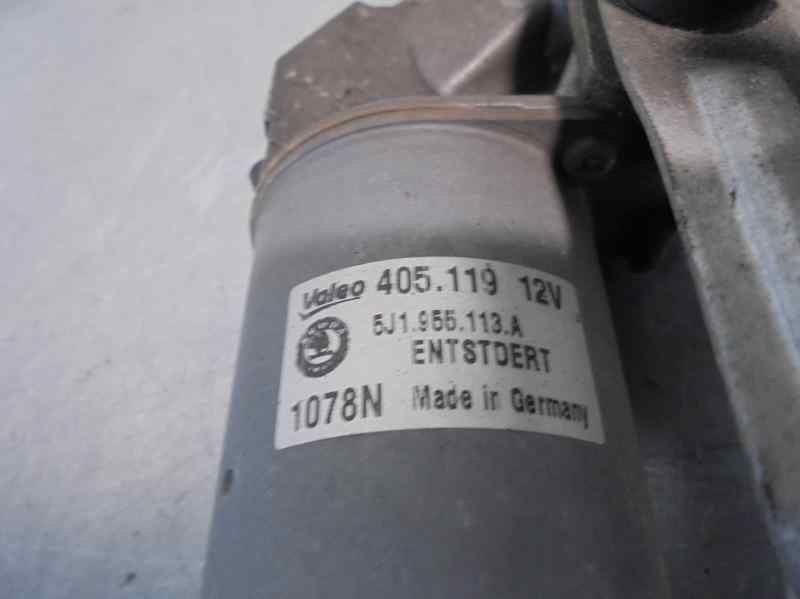 Valeo 405.119 12V
5J1.955.113.A
ENTSTOERT
1078N Made in Germany